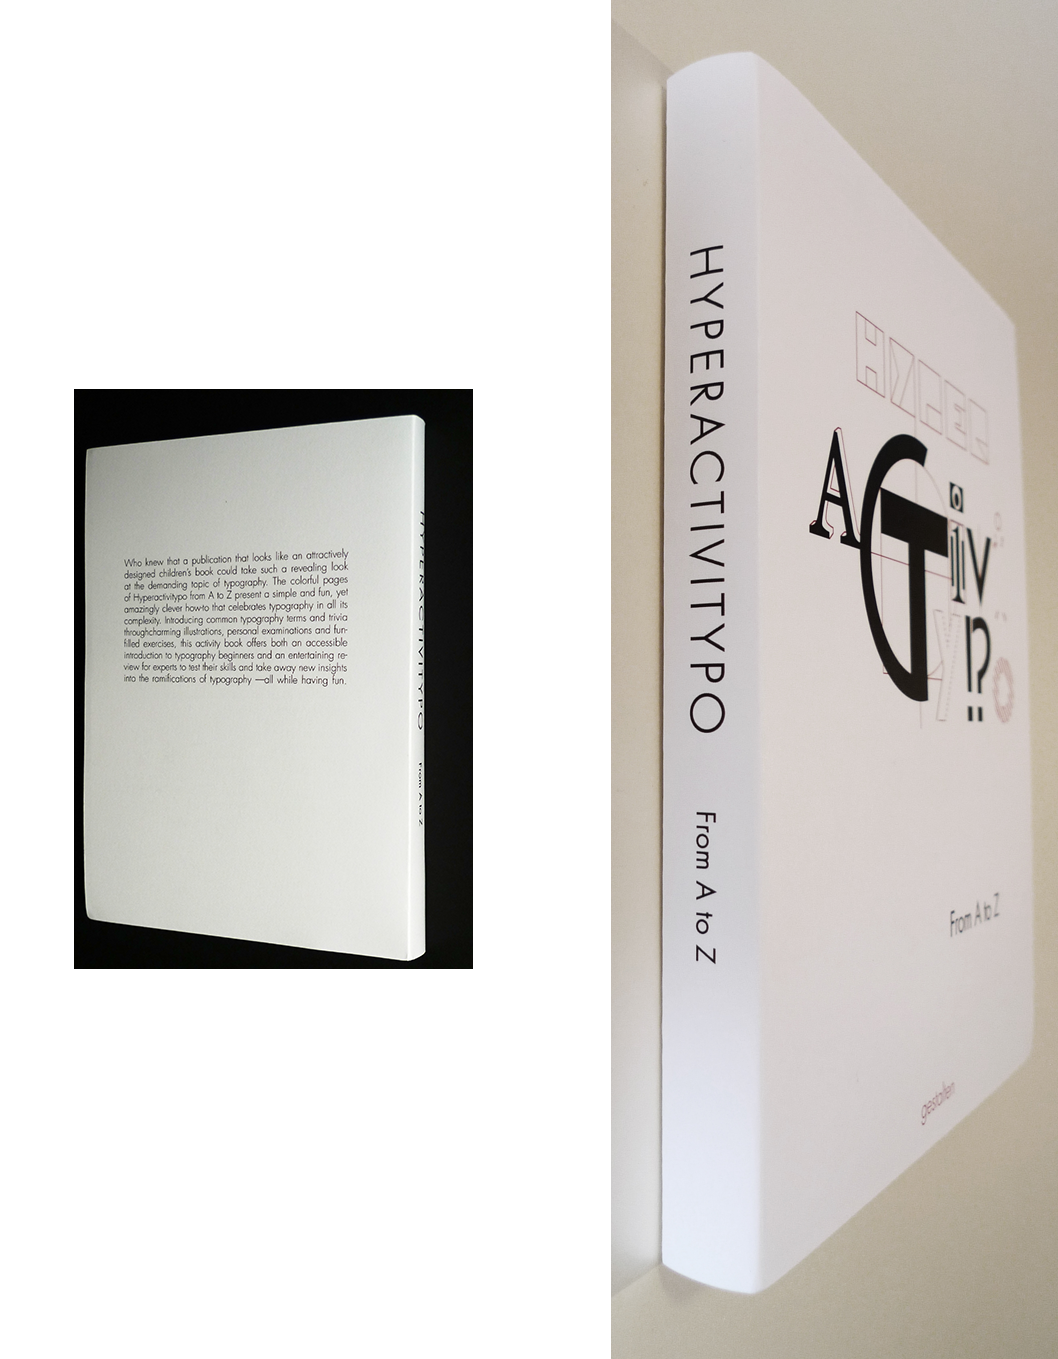 Who knew that a publication that looks like an attractively
designed children's book could take such a revealing look
at the demanding topic of typography. The colorful pages
of Hyperactivitypo from A to Z present a simple and fun, yet
amazingly clever how-to that celebrates typography in all its
complexity. Introducing common typography terms and trivia
throughcharming illustrations, personal examinations and fun-
filled exercises, this activity book offers both an accessible
introduction to typography beginners and an entertaining re-
view for experts to test their skills and take away new insights
into the ramifications of typography —all while having fun.
HYPERACTIVITYPO From A to Z
HYPERACTIVITYPO From A to Z
HYPER
ACTiV
!?
TYPO
From A to Z
gestalten